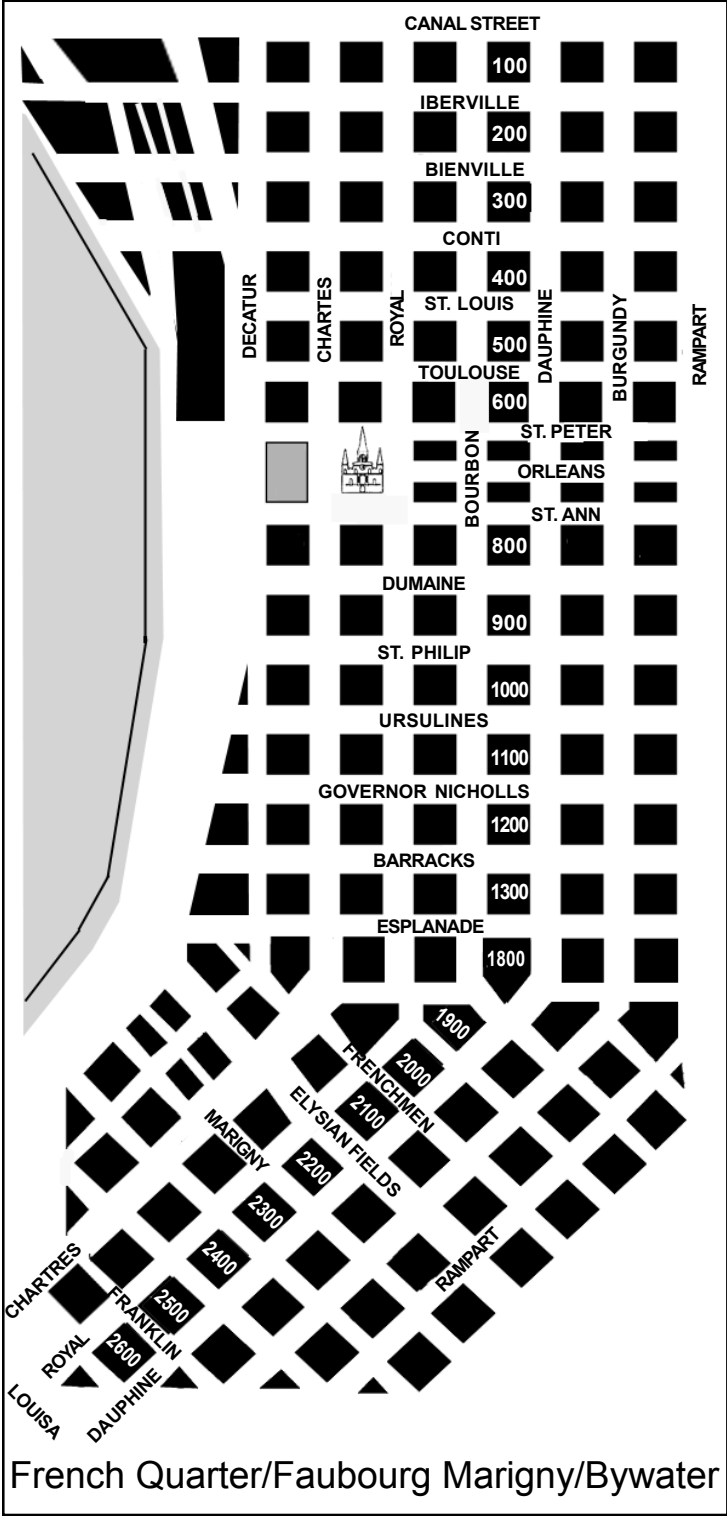 CANAL STREET
100
IBERVILLE
200
BIENVILLE
300
CONTI
400
DECATUR
CHARTES
ROYAL
ST. LOUIS
DAUPHINE
BURGUNDY
RAMPART
500
TOULOUSE
600
ST. PETER
BOURBON
ORLEANS
ST. ANN
800
DUMAINE
900
ST. PHILIP
1000
URSULINES
1100
GOVERNOR NICHOLLS
1200
BARRACKS
1300
ESPLANADE
1800
1900
FRENCHMEN
2000
ELYSIAN FIELDS
2100
MARIGNY
2200
2300
2400
RAMPART
CHARTRES
FRANKLIN
2500
ROYAL
2600
LOUISA
DAUPHINE
French Quarter/Faubourg Marigny/Bywater